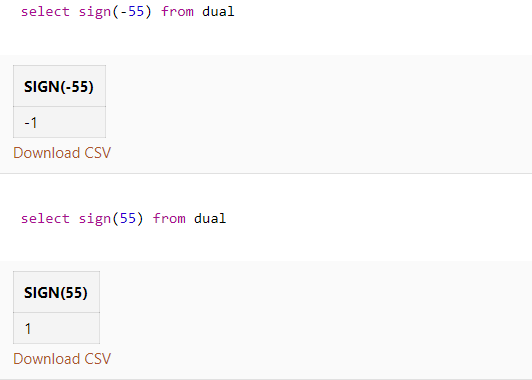 select sign(-55) from dual
SIGN(-55)
-1
Download CSV
select sign(55) from dual
SIGN(55)
1
Download CSV